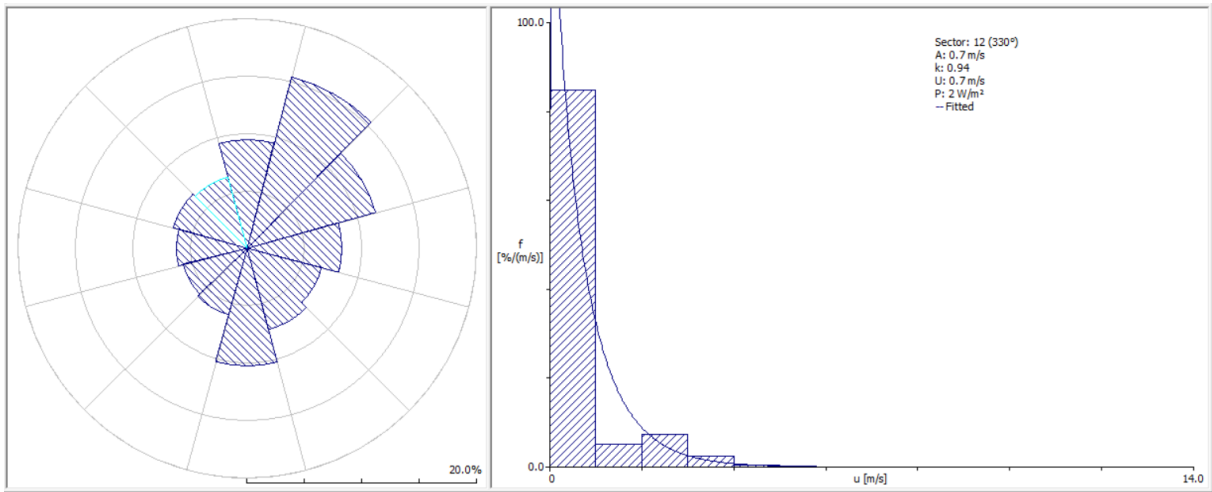 20.0%
100.0
f
[%/(m/s)]
0.0
0
u [m/s]
14.0
Sector: 12 (330°)
A: 0.7 m/s
k: 0.94
U: 0.7 m/s
P: 2 W/m²
-- Fitted